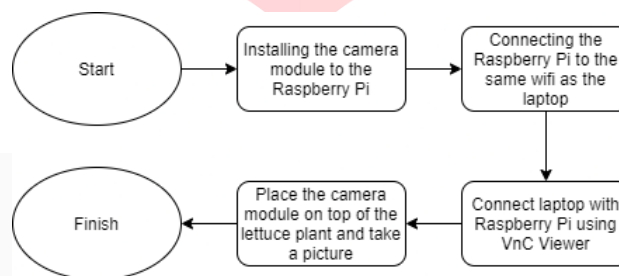 Start
Installing the camera
module to the
Raspberry Pi
Connecting the
Raspberry Pi to the
same wifi as the
laptop
Connect laptop with
Raspberry Pi using
VnC Viewer
Place the camera
module on top of the
lettuce plant and take
a picture
Finish